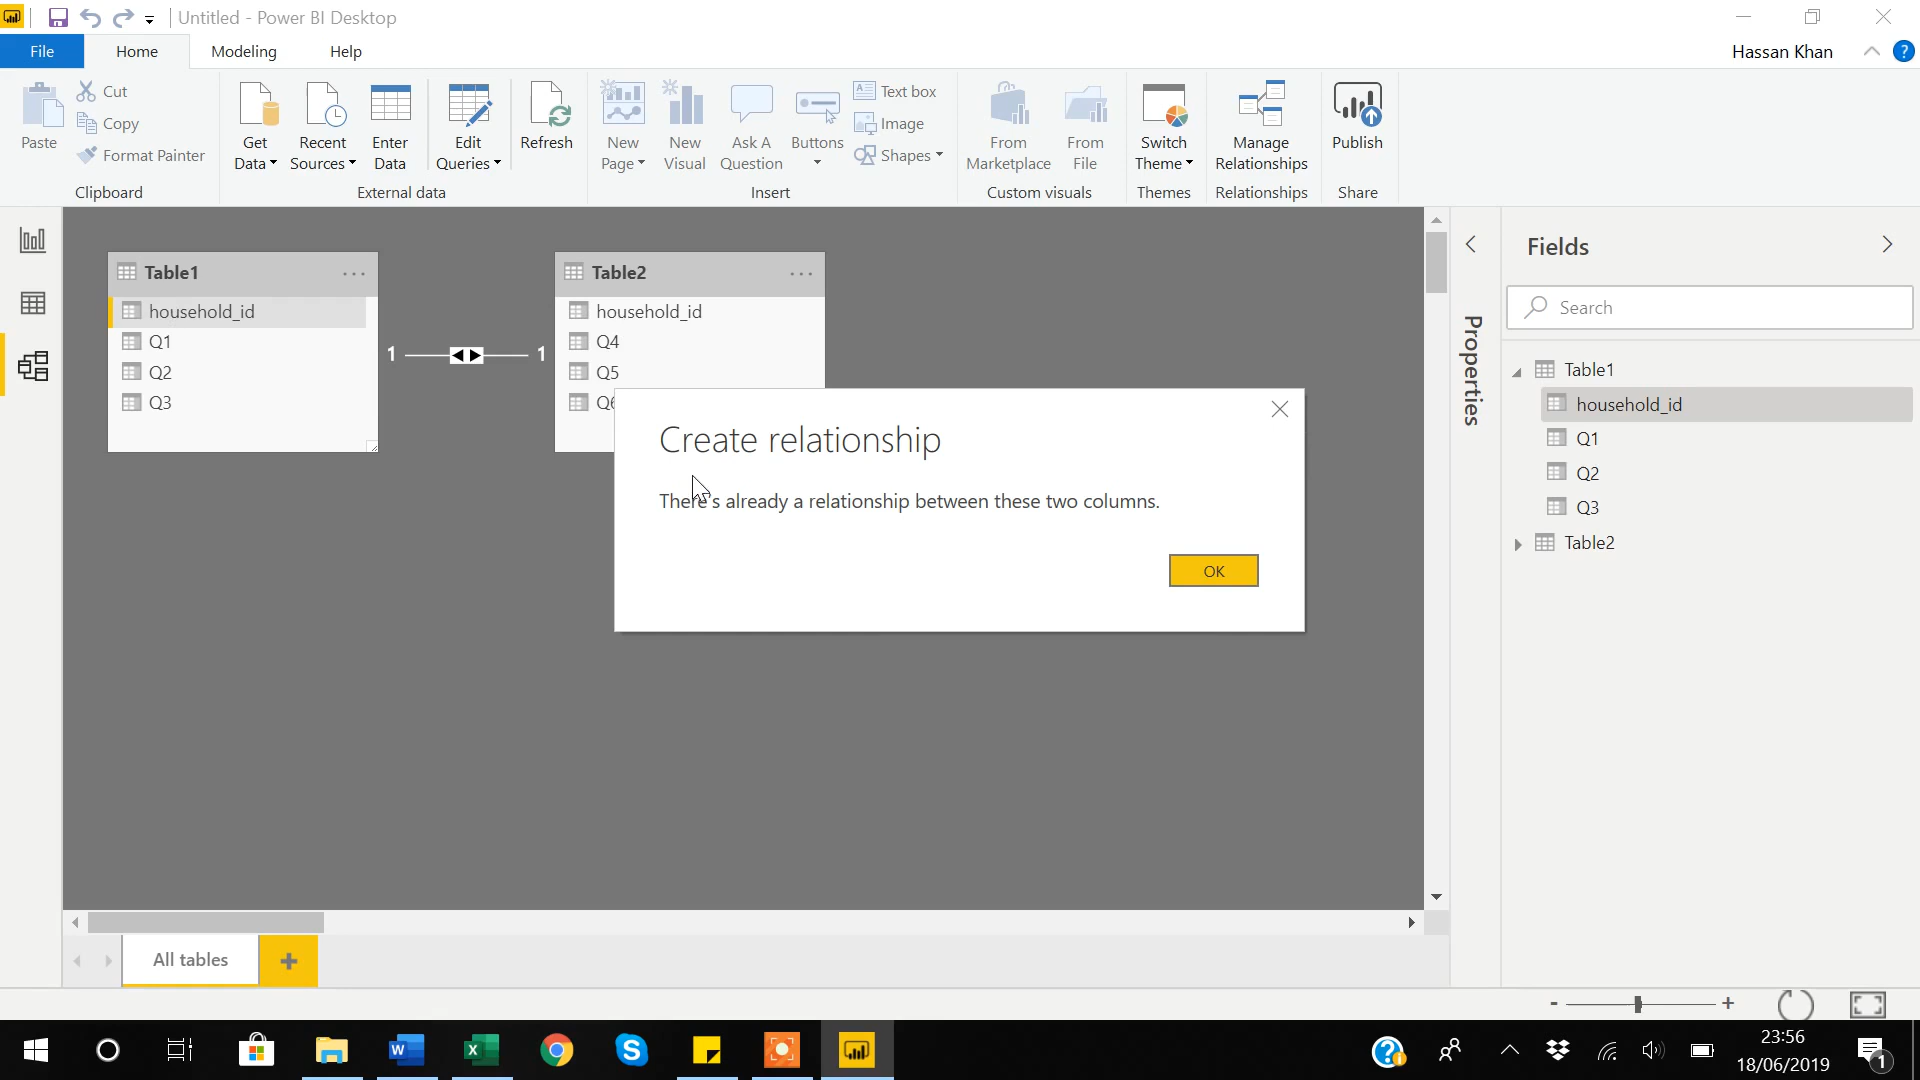 Untitled - Power BI Desktop
File
Home
Modeling
Help
Hassan Khan
?
Paste
Cut
Copy
Format Painter
Clipboard
Get
Data
Recent
Sources
Enter
Data
Edit
Queries
Refresh
External data
New
Page
New
Visual
Ask A
Question
Buttons
Text box
Image
Shapes
Insert
From
Marketplace
From
File
Custom visuals
Switch
Theme
Themes
Manage
Relationships
Relationships
Publish
Share
Table1
household_id
Q1
Q2
Q3
1
1
Table2
household_id
Q4
Q5
Create relationship
There's already a relationship between these two columns.
OK
Properties
Fields
Search
Table1
household_id
Q1
Q2
Q3
Table2
All tables
+
-
+
23:56
18/06/2019
1